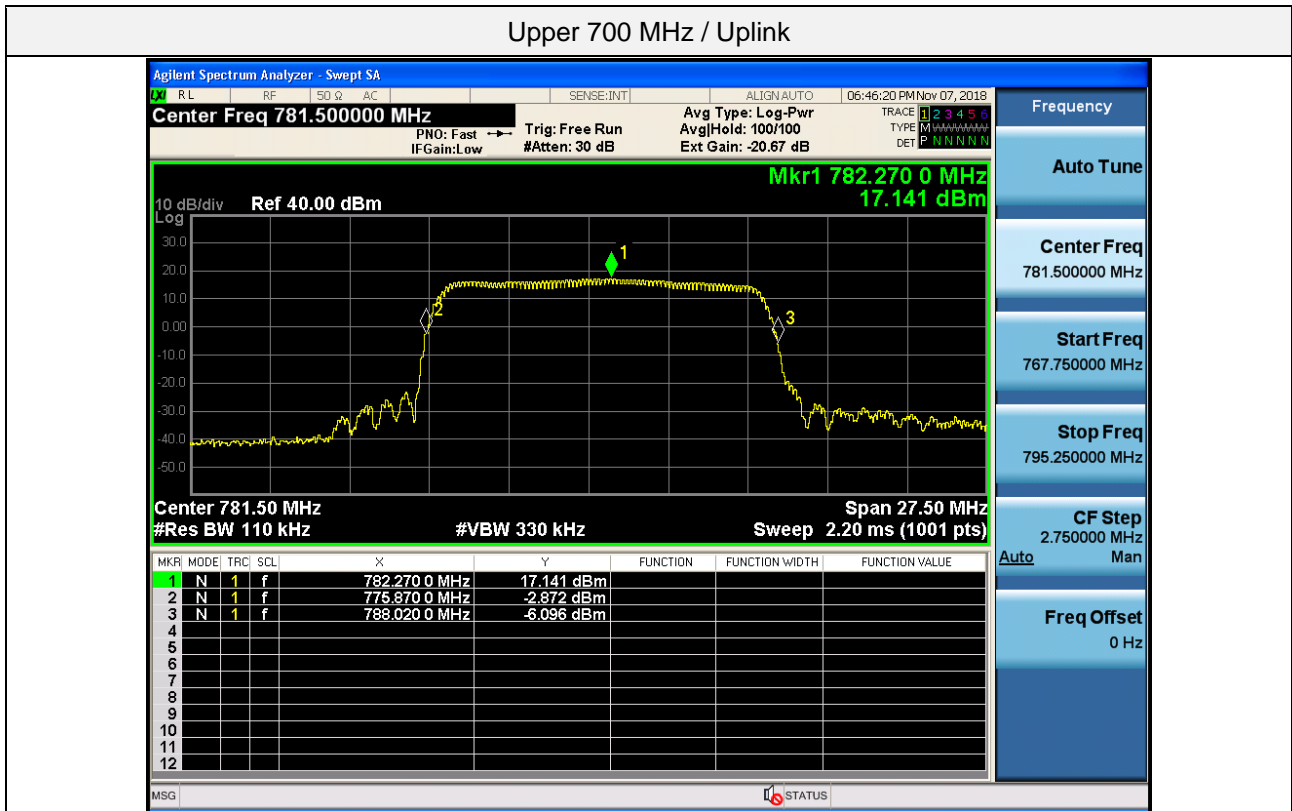 Upper 700 MHz / Uplink
Agilent Spectrum Analyzer - Swept SA
LXI RL RF 50 Ω AC SENSE:INT ALIGN AUTO 06:46:20 PM Nov 07, 2018
Center Freq 781.500000 MHz
PNO: Fast
IFGain:Low
Trig: Free Run
#Atten: 30 dB
Avg Type: Log-Pwr
Avg|Hold: 100/100
Ext Gain: -20.67 dB
TRACE 1 2 3 4 5 6
TYPE M
DET P N N N N N
Mkr1 782.270 0 MHz
17.141 dBm
10 dB/div Ref 40.00 dBm
Log
30.0
20.0
10.0
0.00
-10.0
-20.0
-30.0
-40.0
-50.0
1
2
3
Center 781.50 MHz Span 27.50 MHz
#Res BW 110 kHz #VBW 330 kHz Sweep 2.20 ms (1001 pts)
MKR MODE TRC SCL X Y FUNCTION FUNCTION WIDTH FUNCTION VALUE
1 N 1 f 782.270 0 MHz 17.141 dBm
2 N 1 f 775.870 0 MHz -2.872 dBm
3 N 1 f 788.020 0 MHz -6.096 dBm
4
5
6
7
8
9
10
11
12
MSG STATUS
Frequency
Auto Tune
Center Freq
781.500000 MHz
Start Freq
767.750000 MHz
Stop Freq
795.250000 MHz
CF Step
2.750000 MHz
Auto Man
Freq Offset
0 Hz